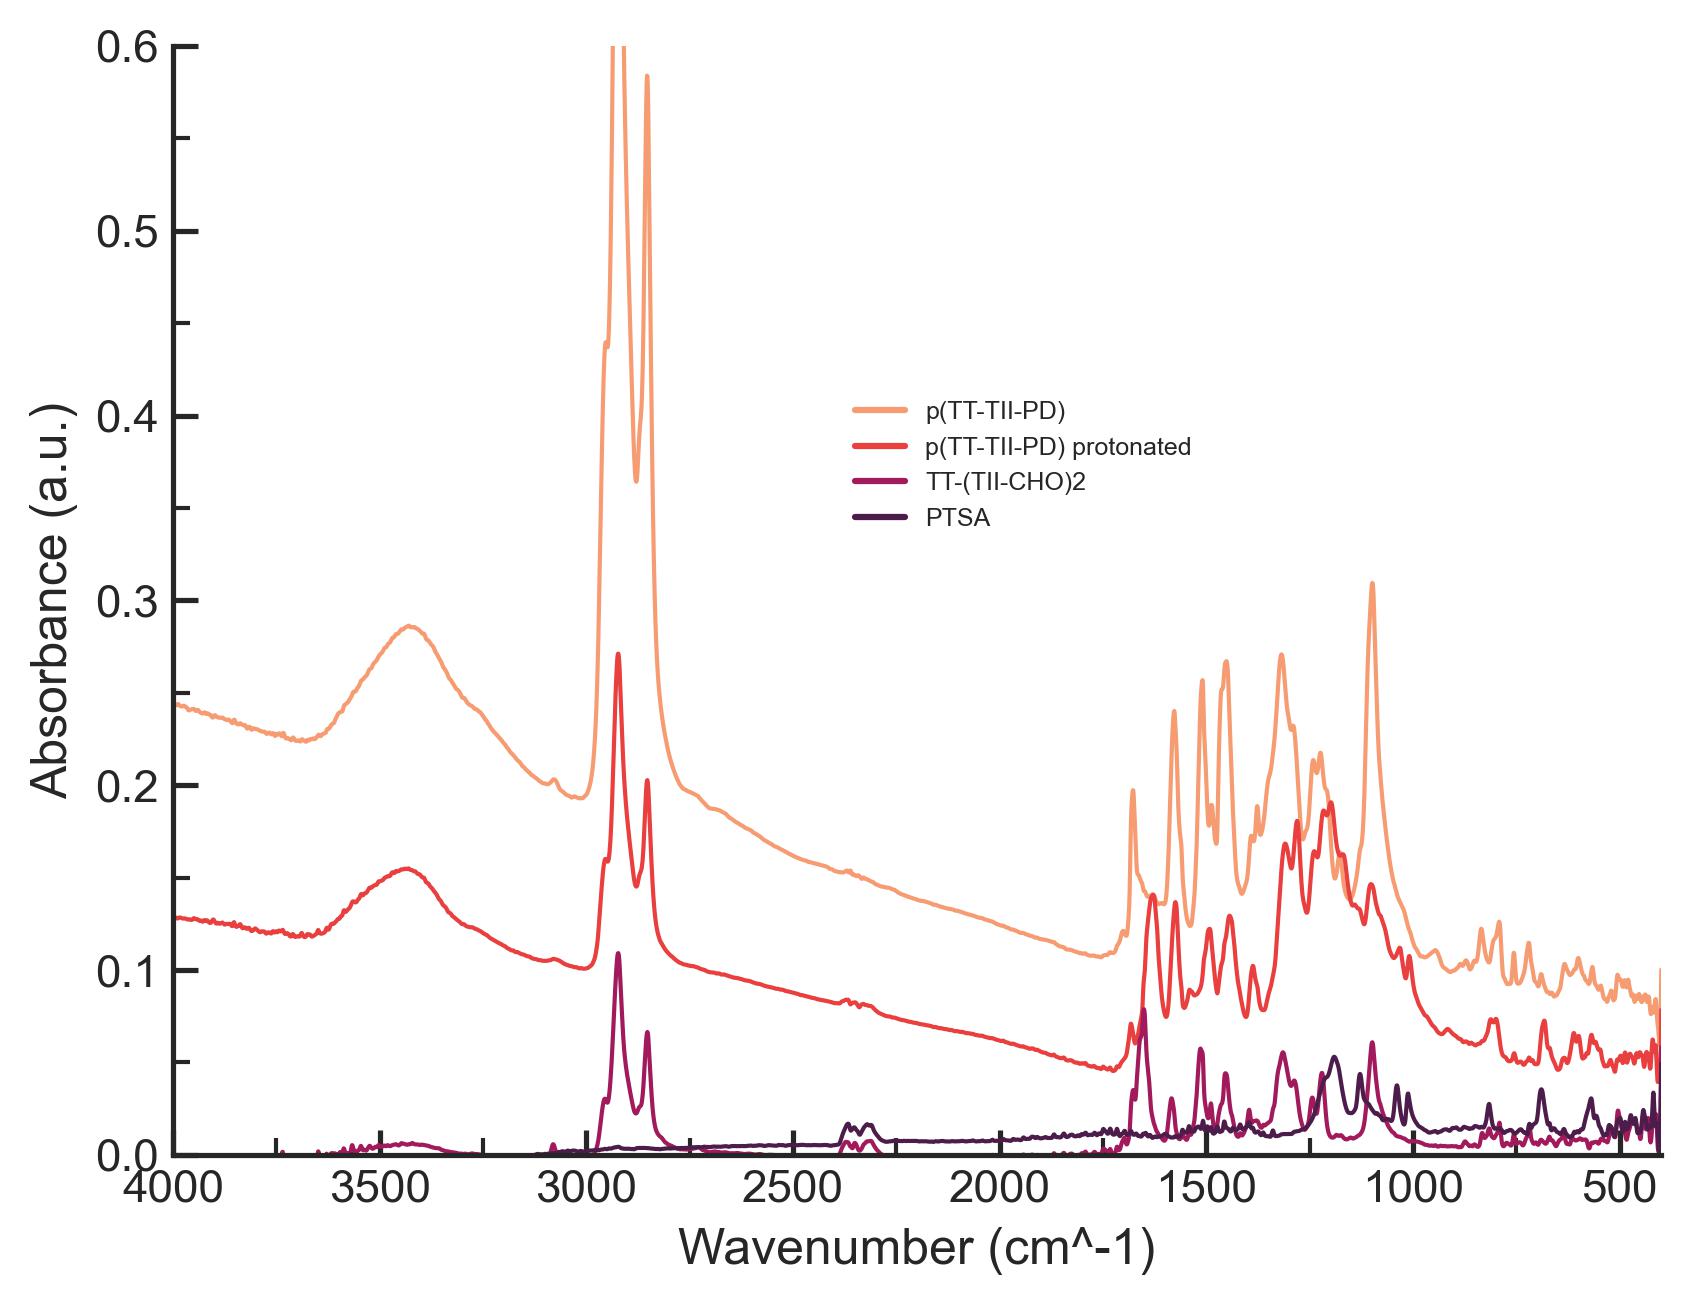 0.6
0.5
0.4
0.3
0.2
0.1
0.0
Absorbance (a.u.)
p(TT-TII-PD)
p(TT-TII-PD) protonated
TT-(TII-CHO)2
PTSA
4000 3500 3000 2500 2000 1500 1000 500
Wavenumber (cm^-1)